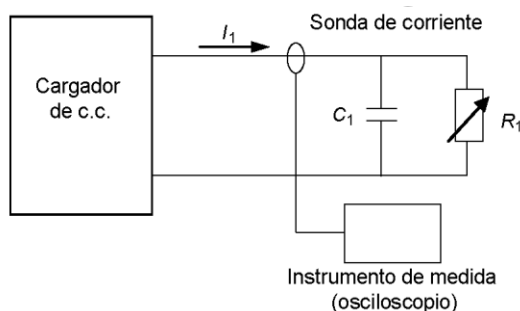 Sonda de corriente
I1
Cargador
de c.c.
C1
R1
Instrumento de medida
(osciloscopio)